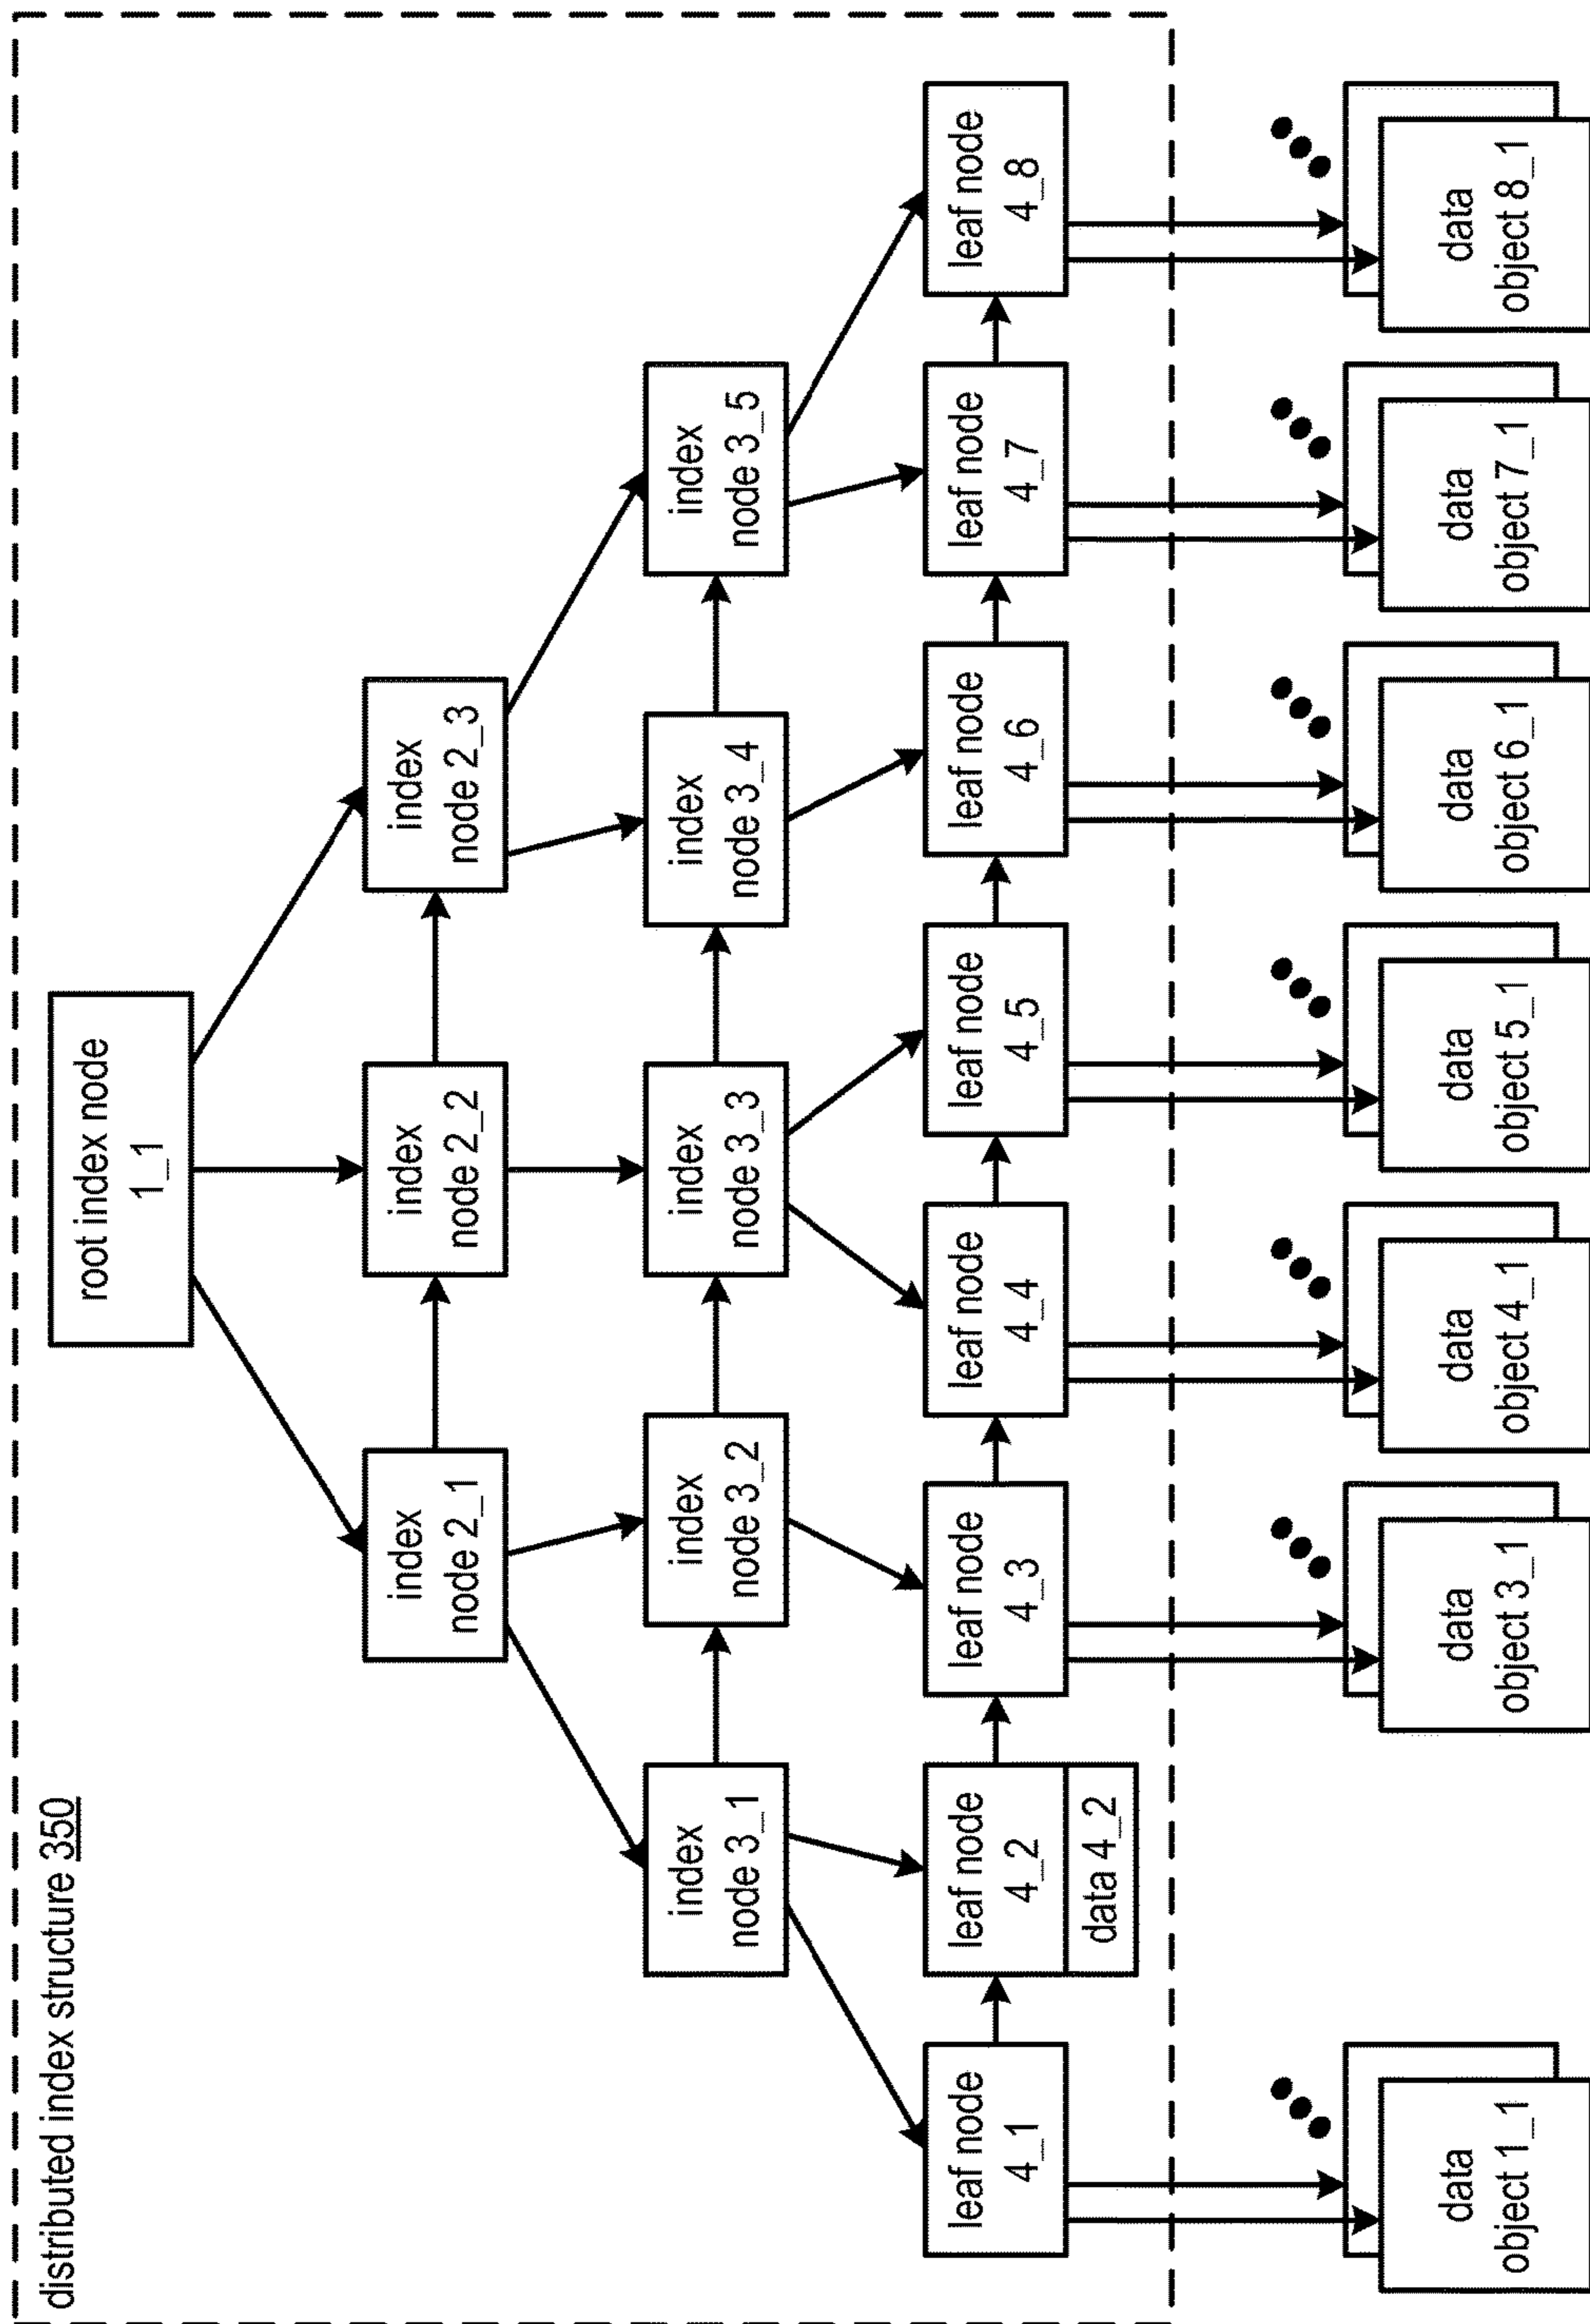 distributed index structure 350
root index node
1_1
index
node 2_1
index
node 2_2
index
node 2_3
index
node 3_1
index
node 3_2
index
node 3_3
index
node 3_4
index
node 3_5
leaf node
4_1
leaf node
4_2
data 4_2
leaf node
4_3
leaf node
4_4
leaf node
4_5
leaf node
4_6
leaf node
4_7
leaf node
4_8
data
object 1_1
data
object 3_1
data
object 4_1
data
object 5_1
data
object 6_1
data
object 7_1
data
object 8_1